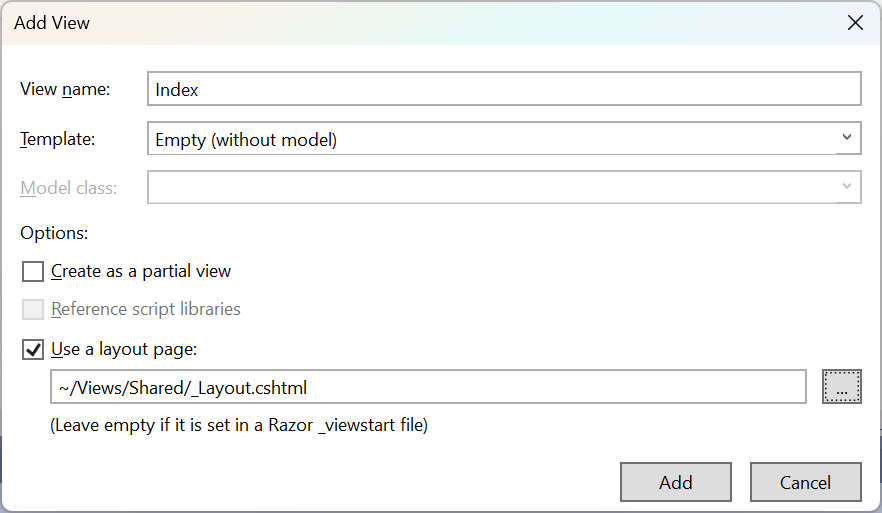 Add View
View name:
Index
Template:
Empty (without model)
Model class:
Options:
Create as a partial view
Reference script libraries
Use a layout page:
~/Views/Shared/_Layout.cshtml
...
(Leave empty if it is set in a Razor _viewstart file)
Add
Cancel